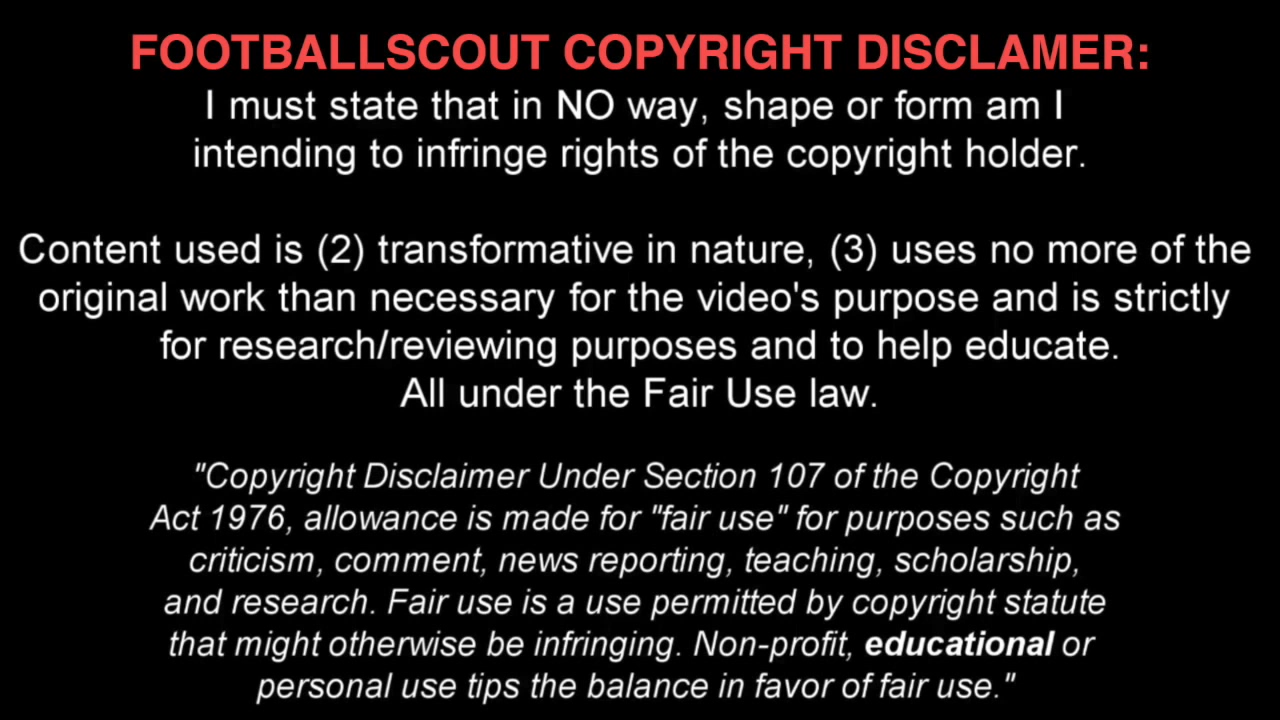 FOOTBALLSCOUT COPYRIGHT DISCLAMER:
I must state that in NO way, shape or form am I
intending to infringe rights of the copyright holder.
Content used is (2) transformative in nature, (3) uses no more of the
original work than necessary for the video's purpose and is strictly
for research/reviewing purposes and to help educate.
All under the Fair Use law.
"Copyright Disclaimer Under Section 107 of the Copyright
Act 1976, allowance is made for "fair use" for purposes such as
criticism, comment, news reporting, teaching, scholarship,
and research. Fair use is a use permitted by copyright statute
that might otherwise be infringing. Non-profit, educational or
personal use tips the balance in favor of fair use."